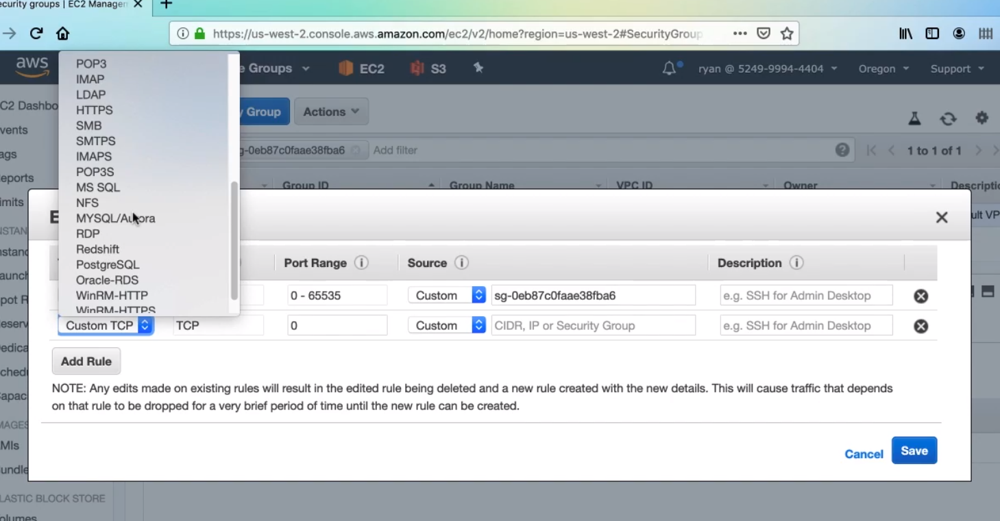 ecurity groups | EC2 Managem
https://us-west-2.console.aws.amazon.com/ec2/v2/home?region=us-west-2#SecurityGroup
aws
e Groups
EC2
S3
ryan @ 5249-9994-4404
Oregon
Support
POP3
IMAP
LDAP
HTTPS
SMB
SMTPS
IMAPS
POP3S
MS SQL
NFS
MYSQL/Aurora
RDP
Redshift
PostgreSQL
Oracle-RDS
WinRM-HTTP
WinRM-HTTPS
C2 Dashbo
vents
ags
eports
imits
NSTAN
nstanc
aunch
pot R
eserv
edica
chedu
apac
MAGES
MIs
undle
LASTIC BLOCK STORE
olumes
y Group
Actions
g-0eb87c0faae38fba6
Add filter
1 to 1 of 1
Group ID
Group Name
VPC ID
Owner
Descriptio
ult VP
E
Port Range
Source
Description
0 - 65535
Custom
sg-0eb87c0faae38fba6
e.g. SSH for Admin Desktop
Custom TCP
TCP
0
Custom
CIDR, IP or Security Group
e.g. SSH for Admin Desktop
Add Rule
NOTE: Any edits made on existing rules will result in the edited rule being deleted and a new rule created with the new details. This will cause traffic that depends
on that rule to be dropped for a very brief period of time until the new rule can be created.
Cancel
Save